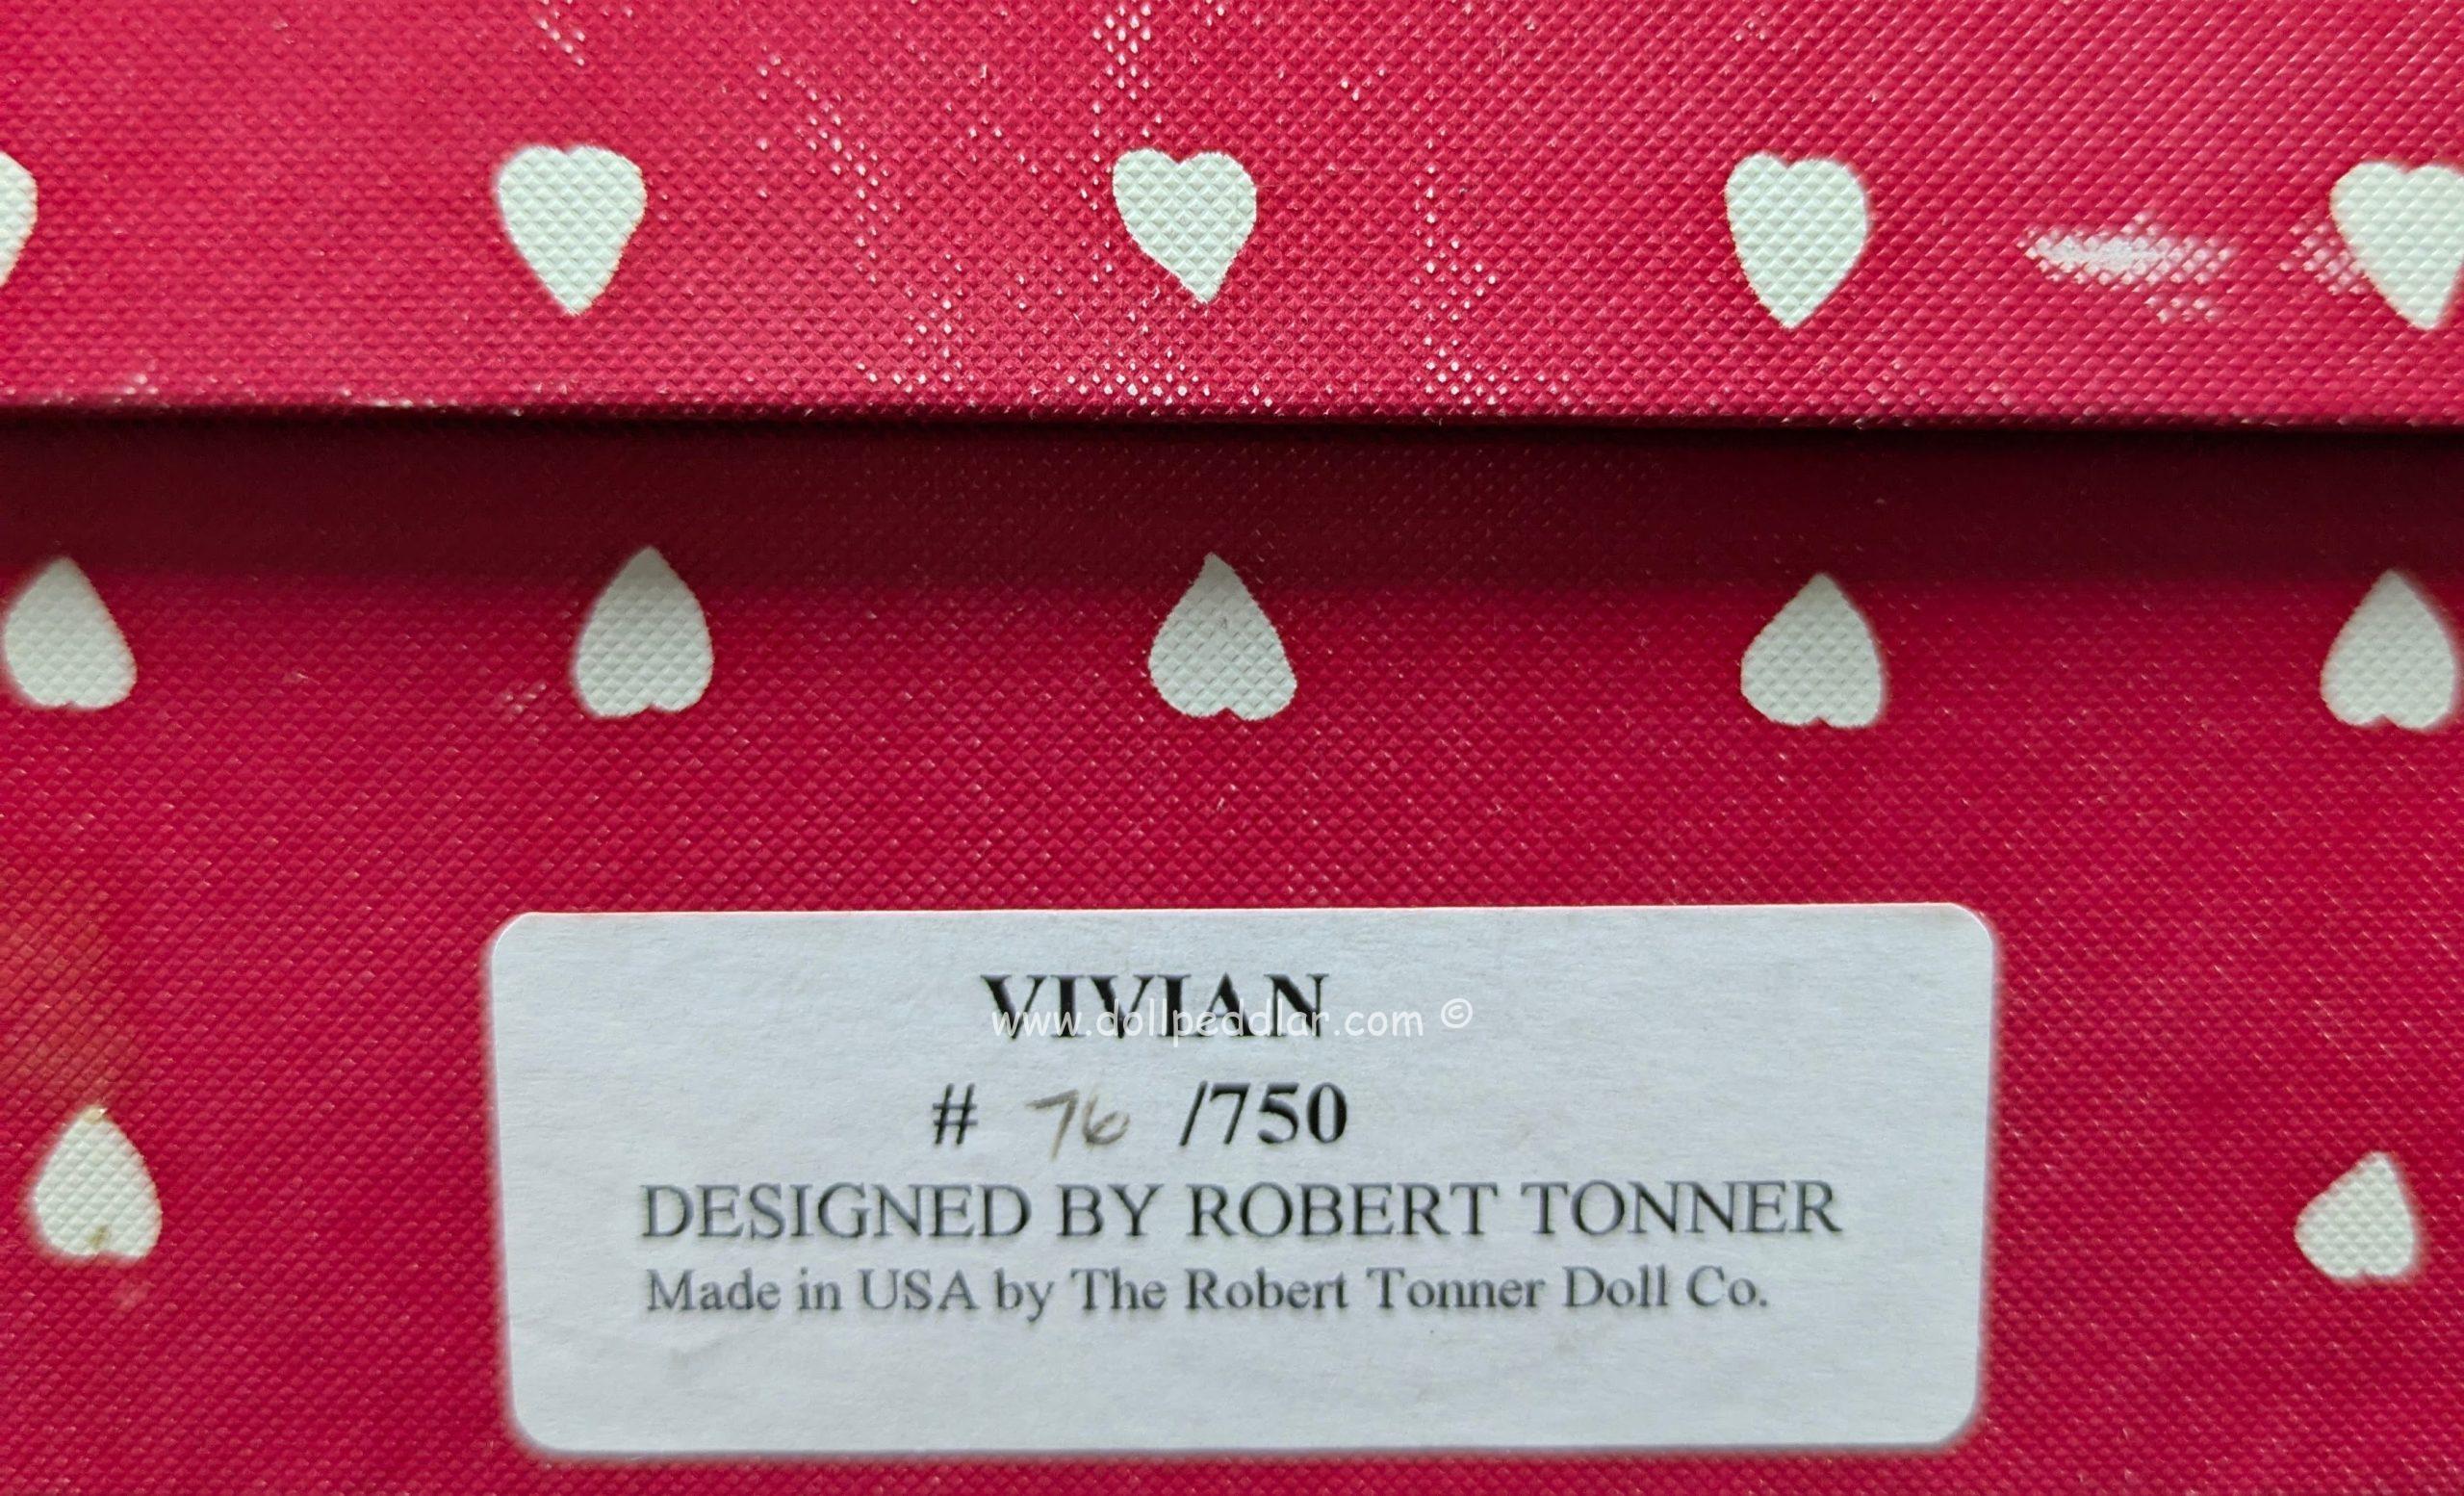 VIVIAN
www.dollpeddlar.com ©
# 76 /750
DESIGNED BY ROBERT TONNER
Made in USA by The Robert Tonner Doll Co.